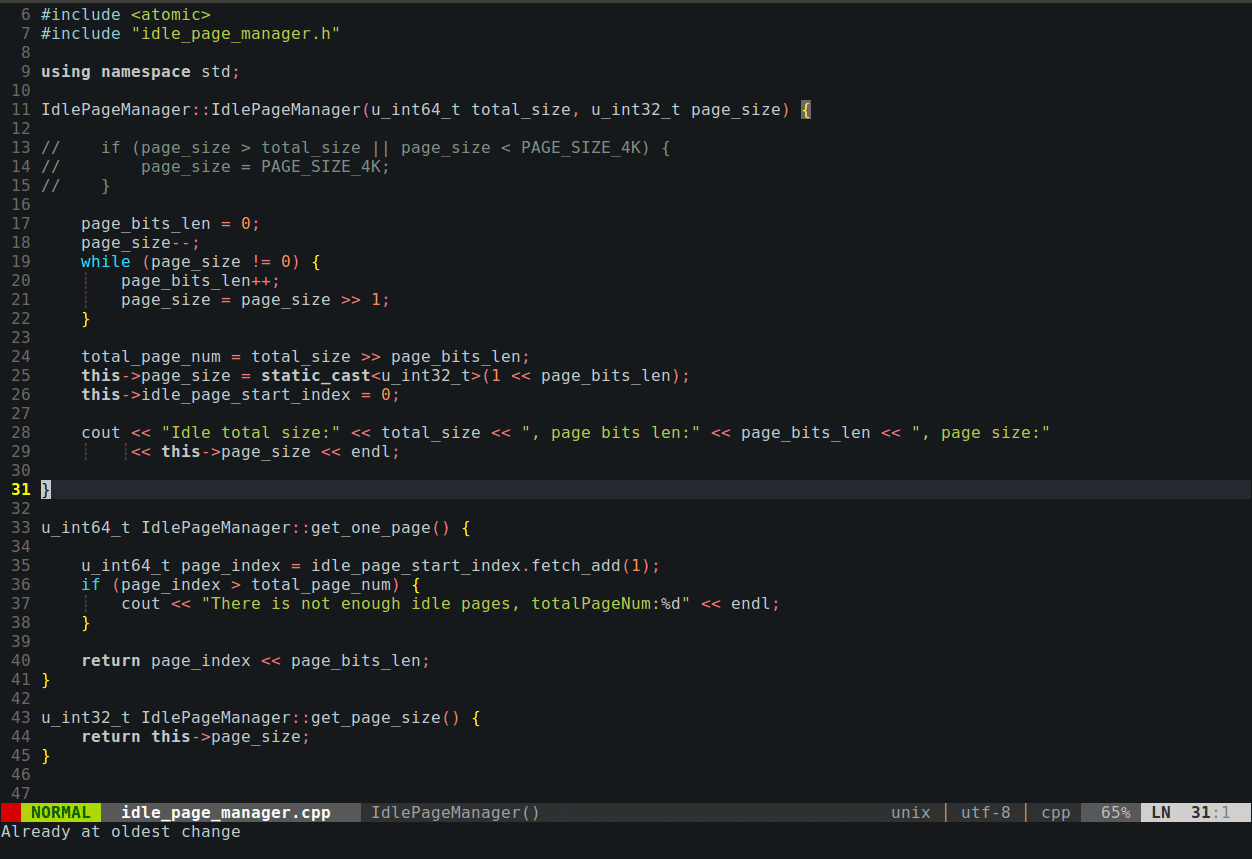 6 #include <atomic>
7 #include "idle_page_manager.h"
8
9 using namespace std;
10
11 IdlePageManager::IdlePageManager(u_int64_t total_size, u_int32_t page_size) {
12
13 //    if (page_size > total_size || page_size < PAGE_SIZE_4K) {
14 //        page_size = PAGE_SIZE_4K;
15 //    }
16
17     page_bits_len = 0;
18     page_size--;
19     while (page_size != 0) {
20         page_bits_len++;
21         page_size = page_size >> 1;
22     }
23
24     total_page_num = total_size >> page_bits_len;
25     this->page_size = static_cast<u_int32_t>(1 << page_bits_len);
26     this->idle_page_start_index = 0;
27
28     cout << "Idle total size:" << total_size << ", page bits len:" << page_bits_len << ", page size:"
29          << this->page_size << endl;
30
31 }
32
33 u_int64_t IdlePageManager::get_one_page() {
34
35     u_int64_t page_index = idle_page_start_index.fetch_add(1);
36     if (page_index > total_page_num) {
37         cout << "There is not enough idle pages, totalPageNum:%d" << endl;
38     }
39
40     return page_index << page_bits_len;
41 }
42
43 u_int32_t IdlePageManager::get_page_size() {
44     return this->page_size;
45 }
46
47
NORMAL  idle_page_manager.cpp  IdlePageManager()  unix | utf-8 | cpp  65%  LN  31:1
Already at oldest change